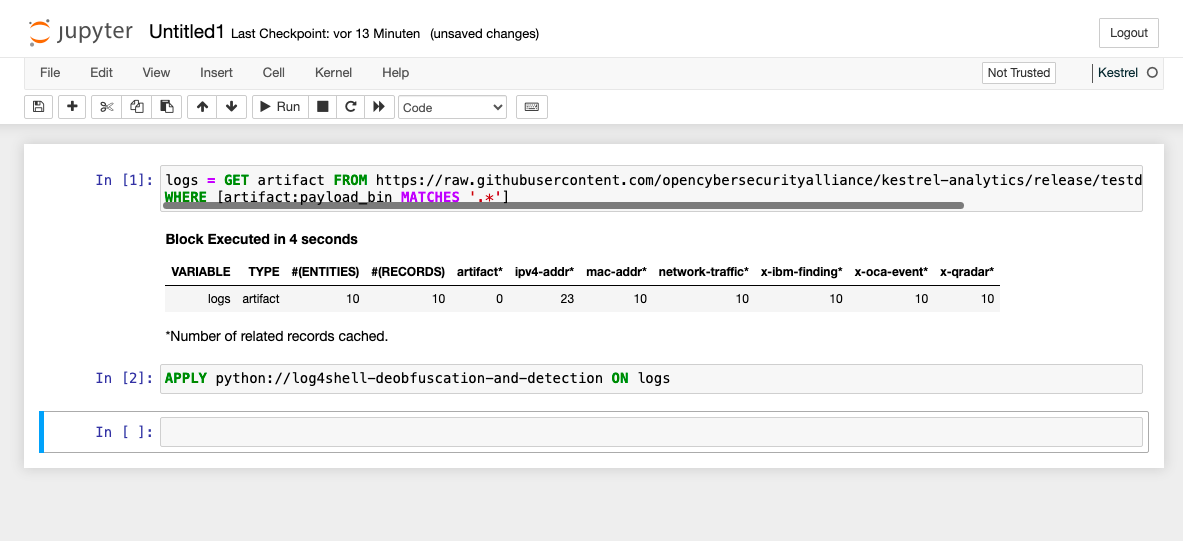 jupyter Untitled1 Last Checkpoint: vor 13 Minuten (unsaved changes) Logout
File Edit View Insert Cell Kernel Help Not Trusted Kestrel
Run Code
In [1]: logs = GET artifact FROM https://raw.githubusercontent.com/opencybersecurityalliance/kestrel-analytics/release/testd
WHERE [artifact:payload_bin MATCHES '.*']
Block Executed in 4 seconds
VARIABLE TYPE #(ENTITIES) #(RECORDS) artifact* ipv4-addr* mac-addr* network-traffic* x-ibm-finding* x-oca-event* x-qradar*
logs artifact 10 10 0 23 10 10 10 10 10
*Number of related records cached.
In [2]: APPLY python://log4shell-deobfuscation-and-detection ON logs
In [ ]: